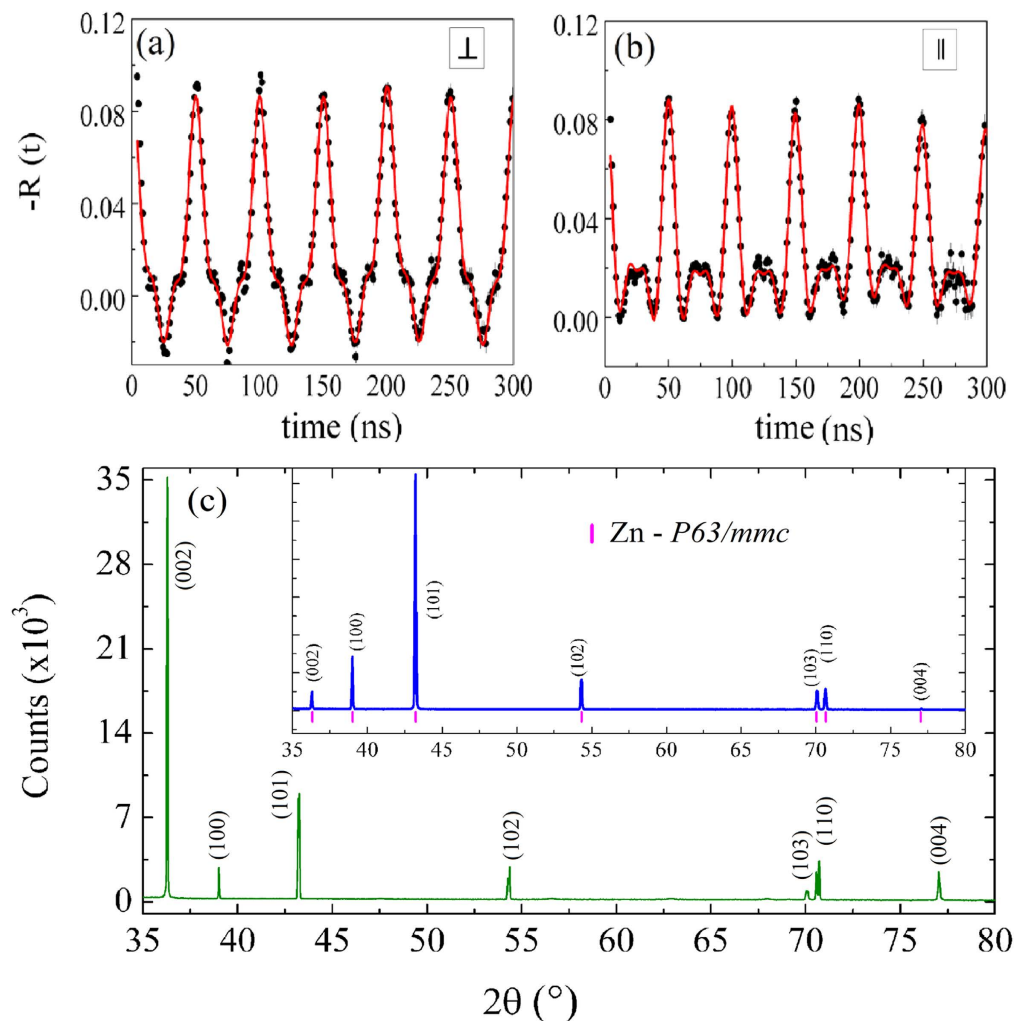 (a)
⊥
0.12
0.08
0.04
0.00
-R (t)
0 50 100 150 200 250 300
time (ns)
(b)
∥
0.12
0.08
0.04
0.00
0 50 100 150 200 250 300
time (ns)
(c)
35
28
21
14
7
0
Counts (x10³)
(002)
(100)
(101)
(102)
(103)
(110)
(004)
Zn - P63/mmc
(002)
(100)
(101)
(102)
(103)
(110)
(004)
35 40 45 50 55 60 65 70 75 80
35 40 45 50 55 60 65 70 75 80
2θ (°)